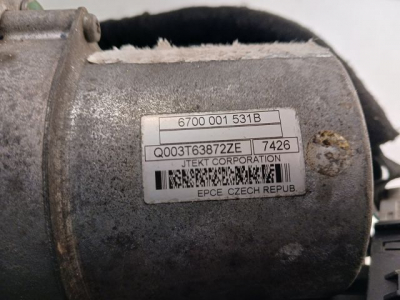 6700 001 531B
Q003T63872ZE 7426
JTEKT CORPORATION
EPCE, CZECH REPUB.